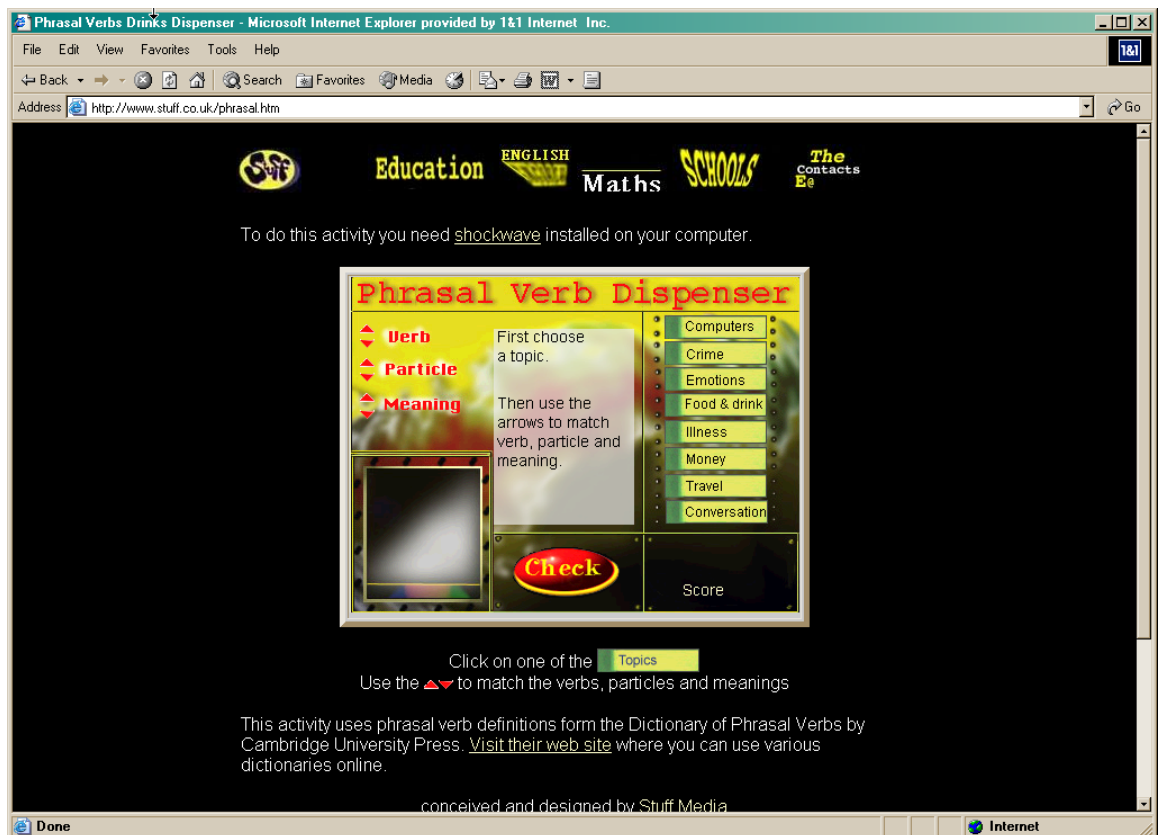 Phrasal Verbs Drinks Dispenser - Microsoft Internet Explorer provided by 1&1 Internet Inc.
File Edit View Favorites Tools Help
1&1
Back Search Favorites Media
Address http://www.stuff.co.uk/phrasal.htm Go
Stuff Education ENGLISH Maths SCHOOLS The
Contacts
E@
To do this activity you need shockwave installed on your computer.
Phrasal Verb Dispenser
Verb
Particle
Meaning
First choose
a topic.
Then use the
arrows to match
verb, particle and
meaning.
Computers
Crime
Emotions
Food & drink
Illness
Money
Travel
Conversation
Check
Score
Click on one of the Topics
Use the to match the verbs, particles and meanings
This activity uses phrasal verb definitions form the Dictionary of Phrasal Verbs by
Cambridge University Press. Visit their web site where you can use various
dictionaries online.
conceived and designed by Stuff Media
Done Internet